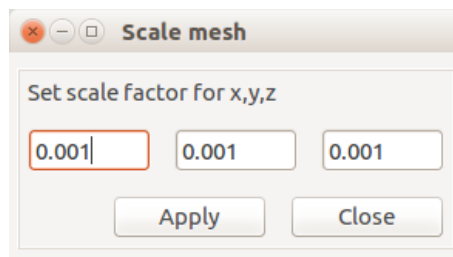 Scale mesh
Set scale factor for x,y,z
0.001 0.001 0.001
Apply Close